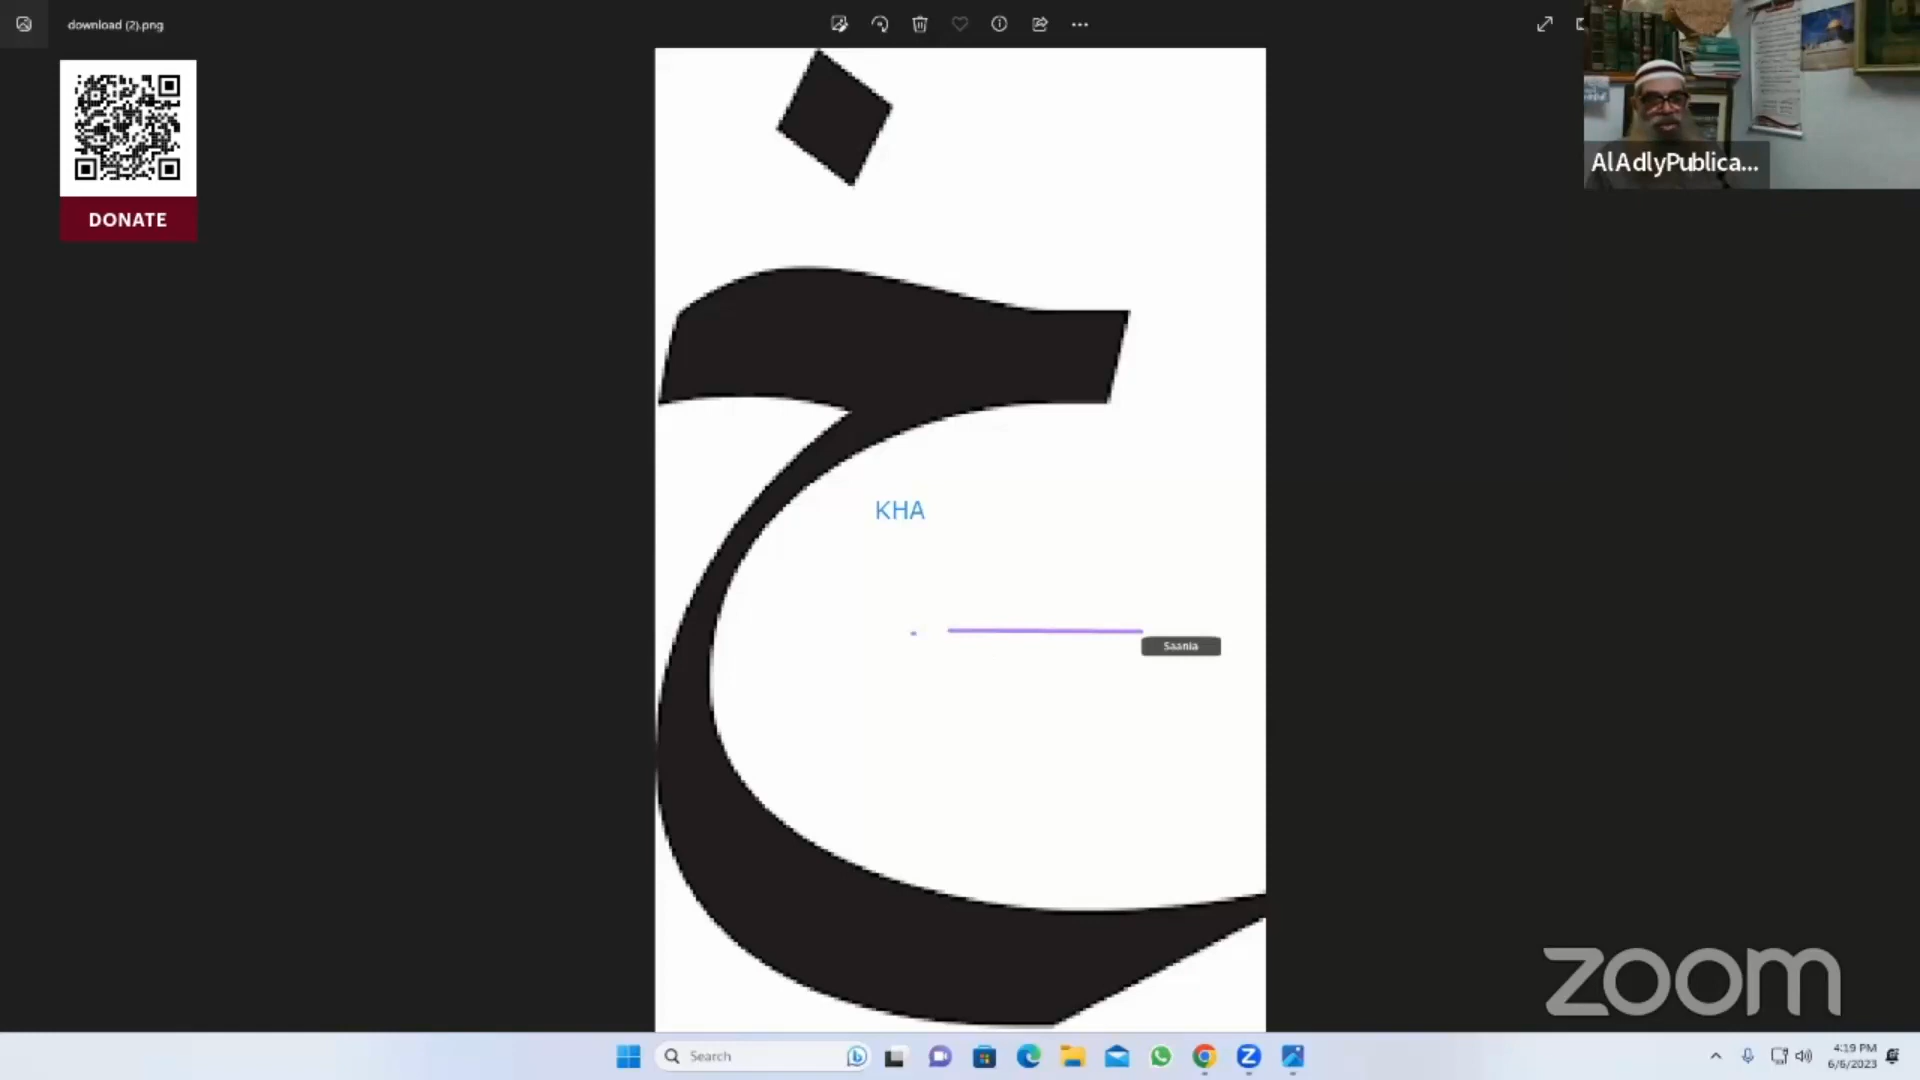 download (2).png
DONATE
AlAdlyPublica...
خ
KHA
Saania
zoom
Search
4:19 PM
6/6/2023